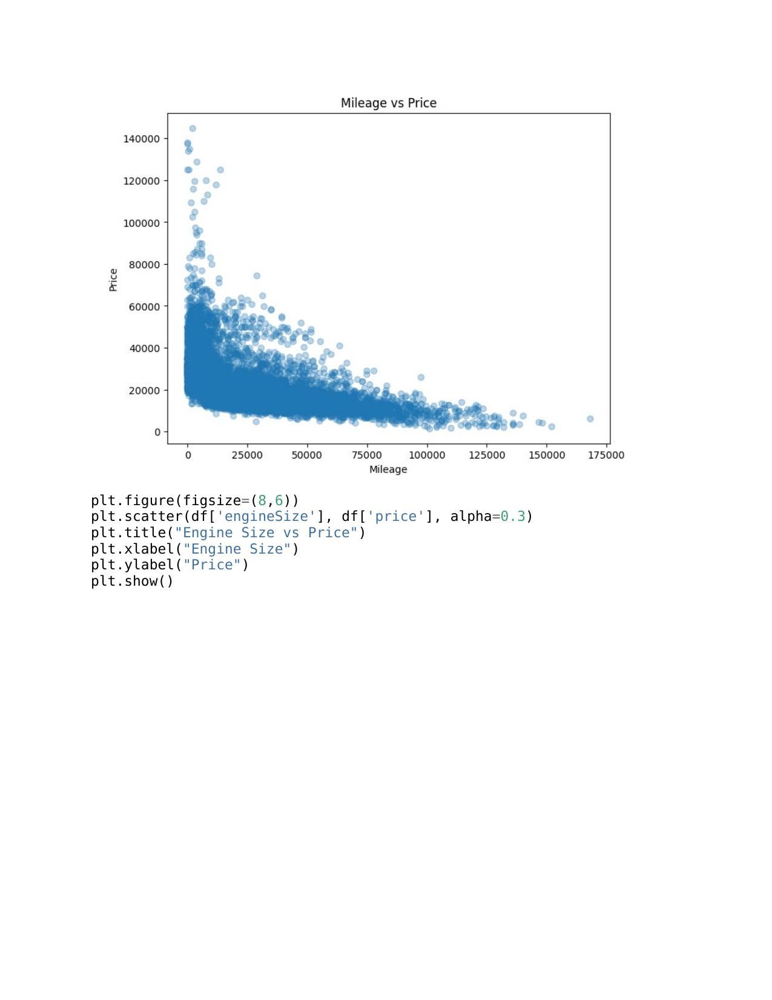 Mileage vs Price
140000
120000
100000
80000
60000
40000
20000
0
Price
0 25000 50000 75000 100000 125000 150000 175000
Mileage
plt.figure(figsize=(8,6))
plt.scatter(df['engineSize'], df['price'], alpha=0.3)
plt.title("Engine Size vs Price")
plt.xlabel("Engine Size")
plt.ylabel("Price")
plt.show()